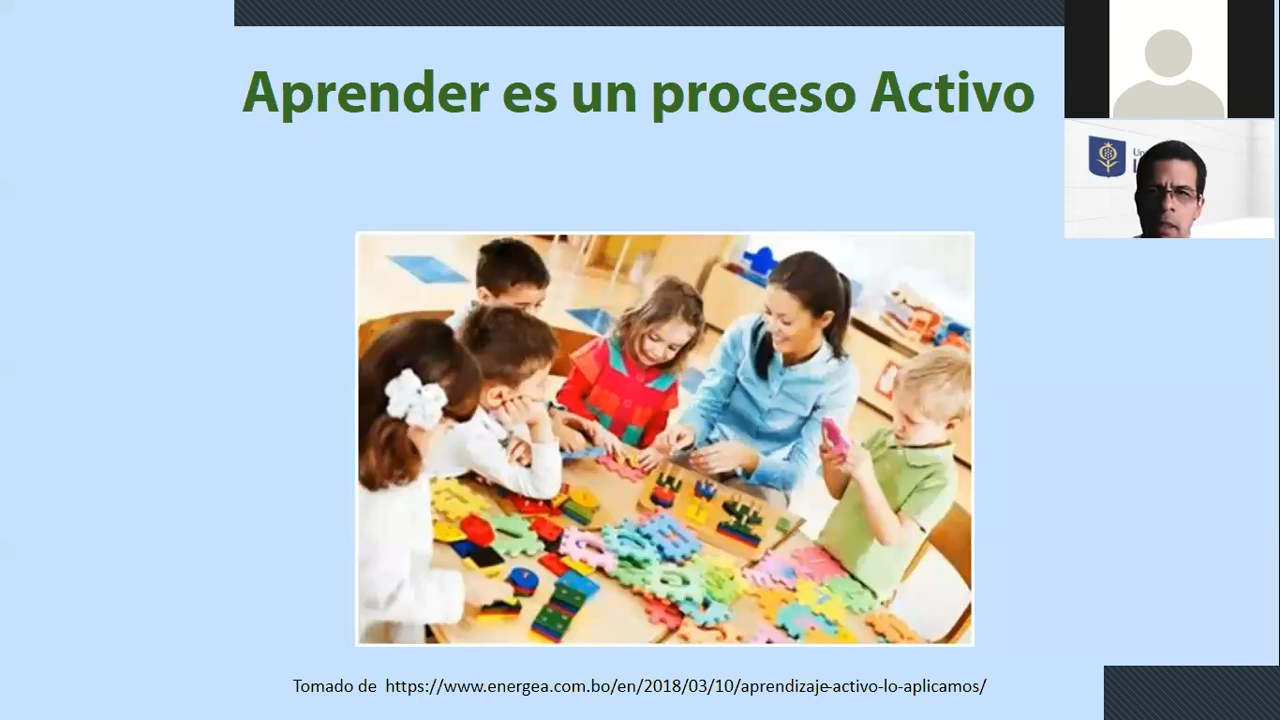 Aprender es un proceso Activo
Tomado de https://www.energea.com.bo/en/2018/03/10/aprendizaje-activo-lo-aplicamos/